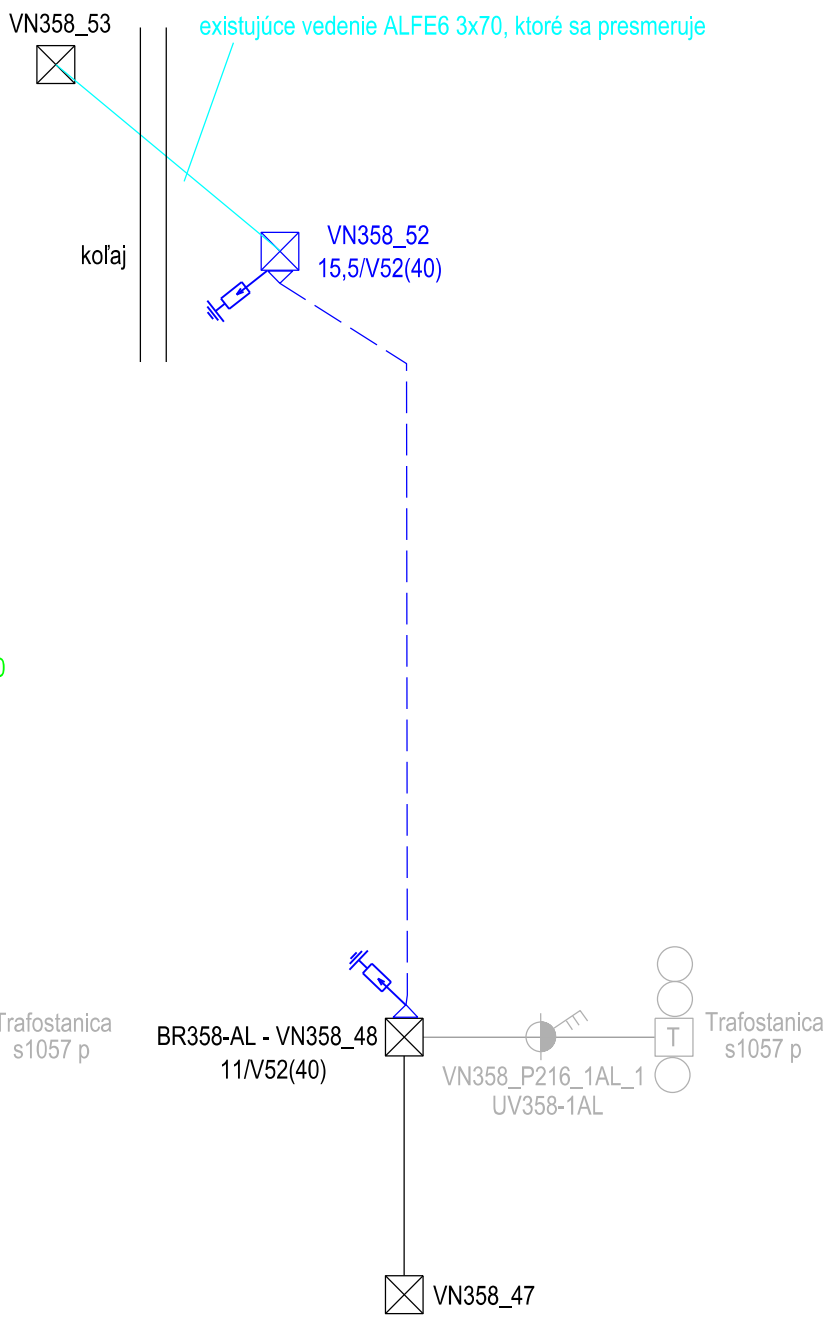 VN358_53
existujúce vedenie ALFE6 3x70, ktoré sa presmeruje
koľaj
VN358_52
15,5/V52(40)
Trafostanica
s1057 p
BR358-AL - VN358_48
11/V52(40)
VN358_P216_1AL_1
UV358-1AL
T
Trafostanica
s1057 p
VN358_47